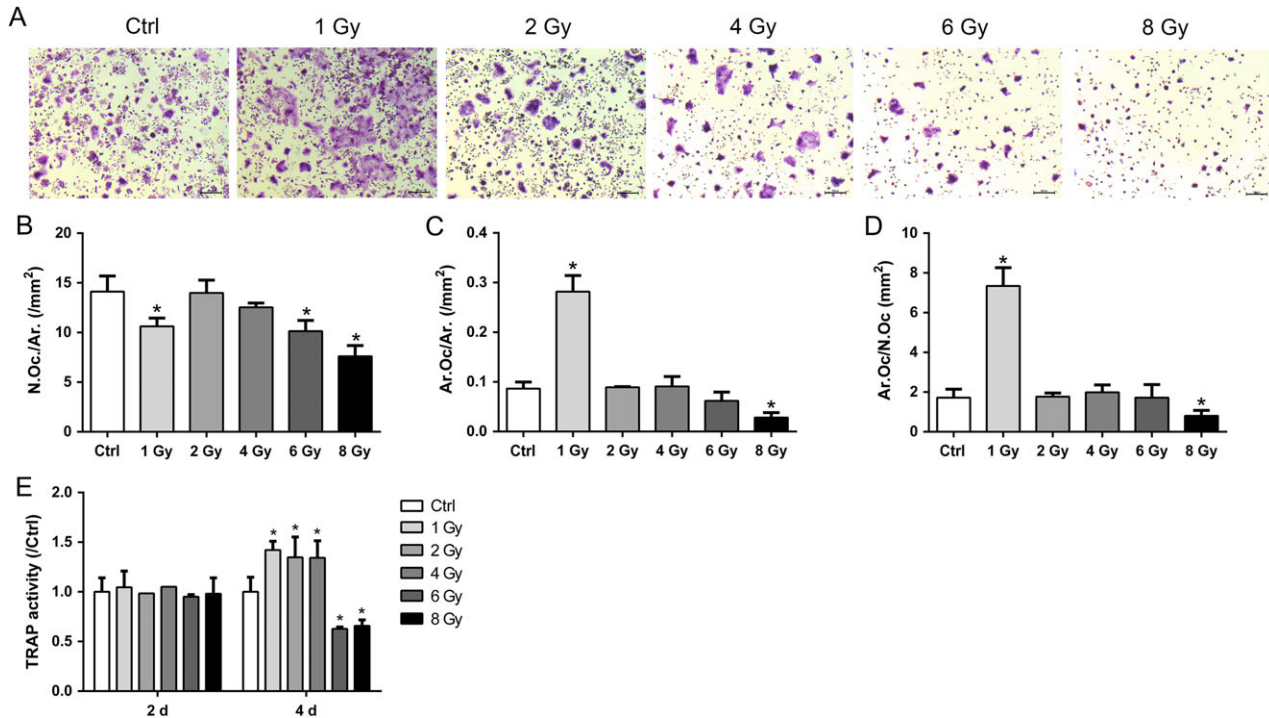 A
Ctrl
1 Gy
2 Gy
4 Gy
6 Gy
8 Gy
B
N.Oc./Ar. (/mm²)
20
15
10
5
0
Ctrl 1 Gy 2 Gy 4 Gy 6 Gy 8 Gy
* * *
C
Ar.Oc/Ar. (/mm²)
0.4
0.3
0.2
0.1
0.0
Ctrl 1 Gy 2 Gy 4 Gy 6 Gy 8 Gy
* *
D
Ar.Oc/N.Oc (mm²)
10
8
6
4
2
0
Ctrl 1 Gy 2 Gy 4 Gy 6 Gy 8 Gy
* *
E
TRAP activity (/Ctrl)
2.0
1.5
1.0
0.5
0.0
2 d 4 d
* * * * *
Ctrl
1 Gy
2 Gy
4 Gy
6 Gy
8 Gy